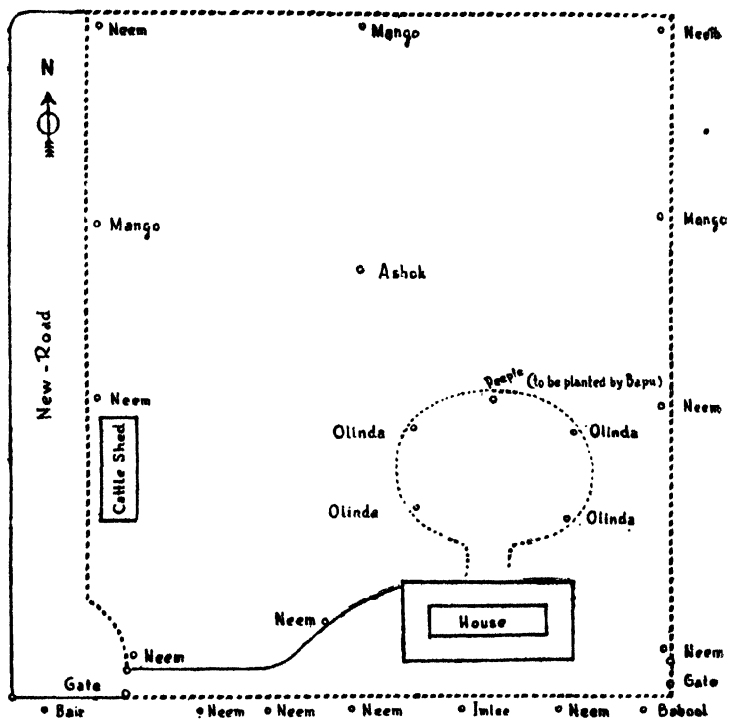 Neem Mango Neem
N
Mango Mango
Ashok
New-Road
Peeple (to be planted by Bapu)
Neem Neem
Olinda Olinda
Cattle Shed
Olinda Olinda
Neem House
Neem Neem
Gate Gate
Bair Neem Neem Neem Imlee Neem Babool